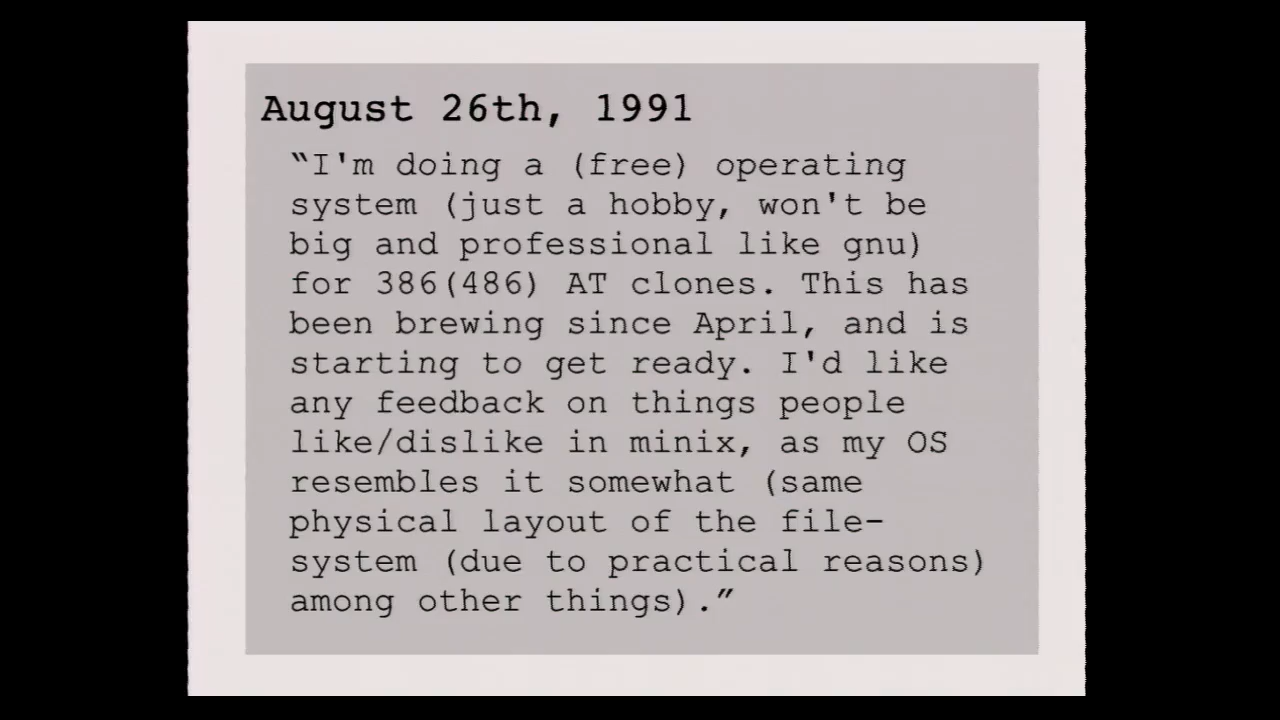 August 26th, 1991
“I'm doing a (free) operating
system (just a hobby, won't be
big and professional like gnu)
for 386(486) AT clones. This has
been brewing since April, and is
starting to get ready. I'd like
any feedback on things people
like/dislike in minix, as my OS
resembles it somewhat (same
physical layout of the file-
system (due to practical reasons)
among other things).”